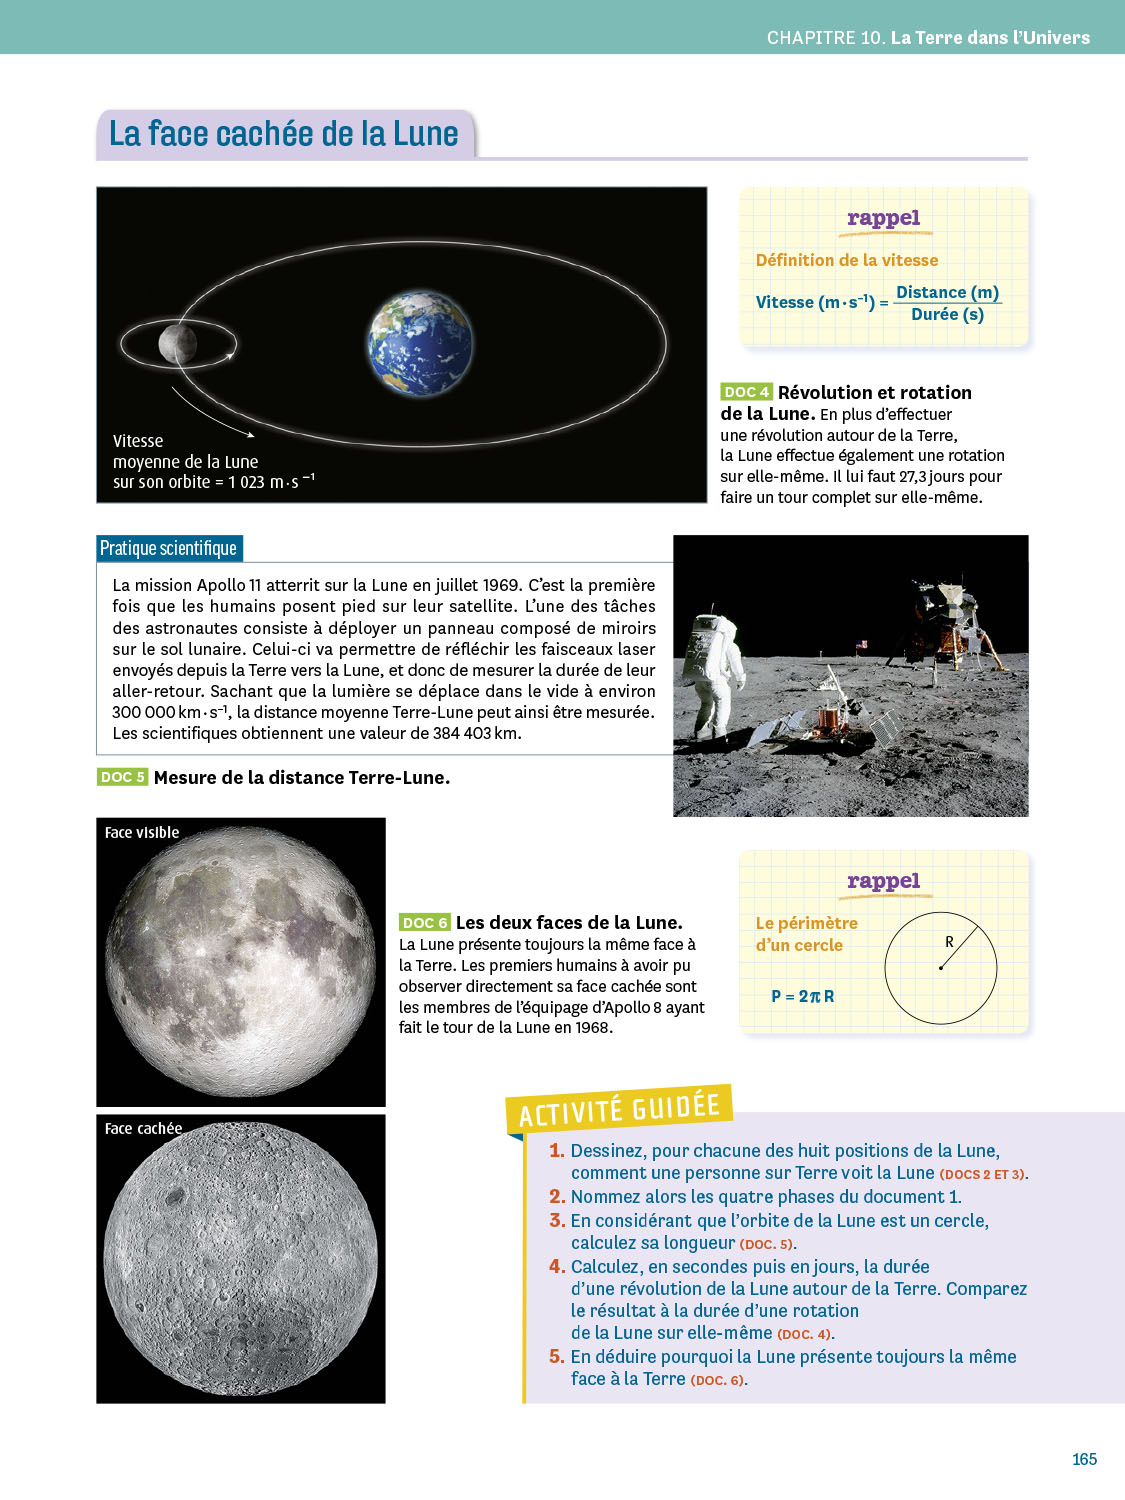 CHAPITRE 10. La Terre dans l'Univers
La face cachée de la Lune
Vitesse
moyenne de la Lune
sur son orbite = 1 023 m·s⁻¹
rappel
Définition de la vitesse
Vitesse (m·s⁻¹) = Distance (m)
Durée (s)
DOC 4 Révolution et rotation
de la Lune. En plus d'effectuer
une révolution autour de la Terre,
la Lune effectue également une rotation
sur elle-même. Il lui faut 27,3 jours pour
faire un tour complet sur elle-même.
Pratique scientifique
La mission Apollo 11 atterrit sur la Lune en juillet 1969. C'est la première
fois que les humains posent pied sur leur satellite. L'une des tâches
des astronautes consiste à déployer un panneau composé de miroirs
sur le sol lunaire. Celui-ci va permettre de réfléchir les faisceaux laser
envoyés depuis la Terre vers la Lune, et donc de mesurer la durée de leur
aller-retour. Sachant que la lumière se déplace dans le vide à environ
300 000 km·s⁻¹, la distance moyenne Terre-Lune peut ainsi être mesurée.
Les scientifiques obtiennent une valeur de 384 403 km.
DOC 5 Mesure de la distance Terre-Lune.
Face visible
DOC 6 Les deux faces de la Lune.
La Lune présente toujours la même face à
la Terre. Les premiers humains à avoir pu
observer directement sa face cachée sont
les membres de l'équipage d'Apollo 8 ayant
fait le tour de la Lune en 1968.
rappel
Le périmètre
d'un cercle
P = 2πR
R
Face cachée
ACTIVITÉ GUIDÉE
1. Dessinez, pour chacune des huit positions de la Lune,
comment une personne sur Terre voit la Lune (DOCS 2 ET 3).
2. Nommez alors les quatre phases du document 1.
3. En considérant que l'orbite de la Lune est un cercle,
calculez sa longueur (DOC. 5).
4. Calculez, en secondes puis en jours, la durée
d'une révolution de la Lune autour de la Terre. Comparez
le résultat à la durée d'une rotation
de la Lune sur elle-même (DOC. 4).
5. En déduire pourquoi la Lune présente toujours la même
face à la Terre (DOC. 6).
165